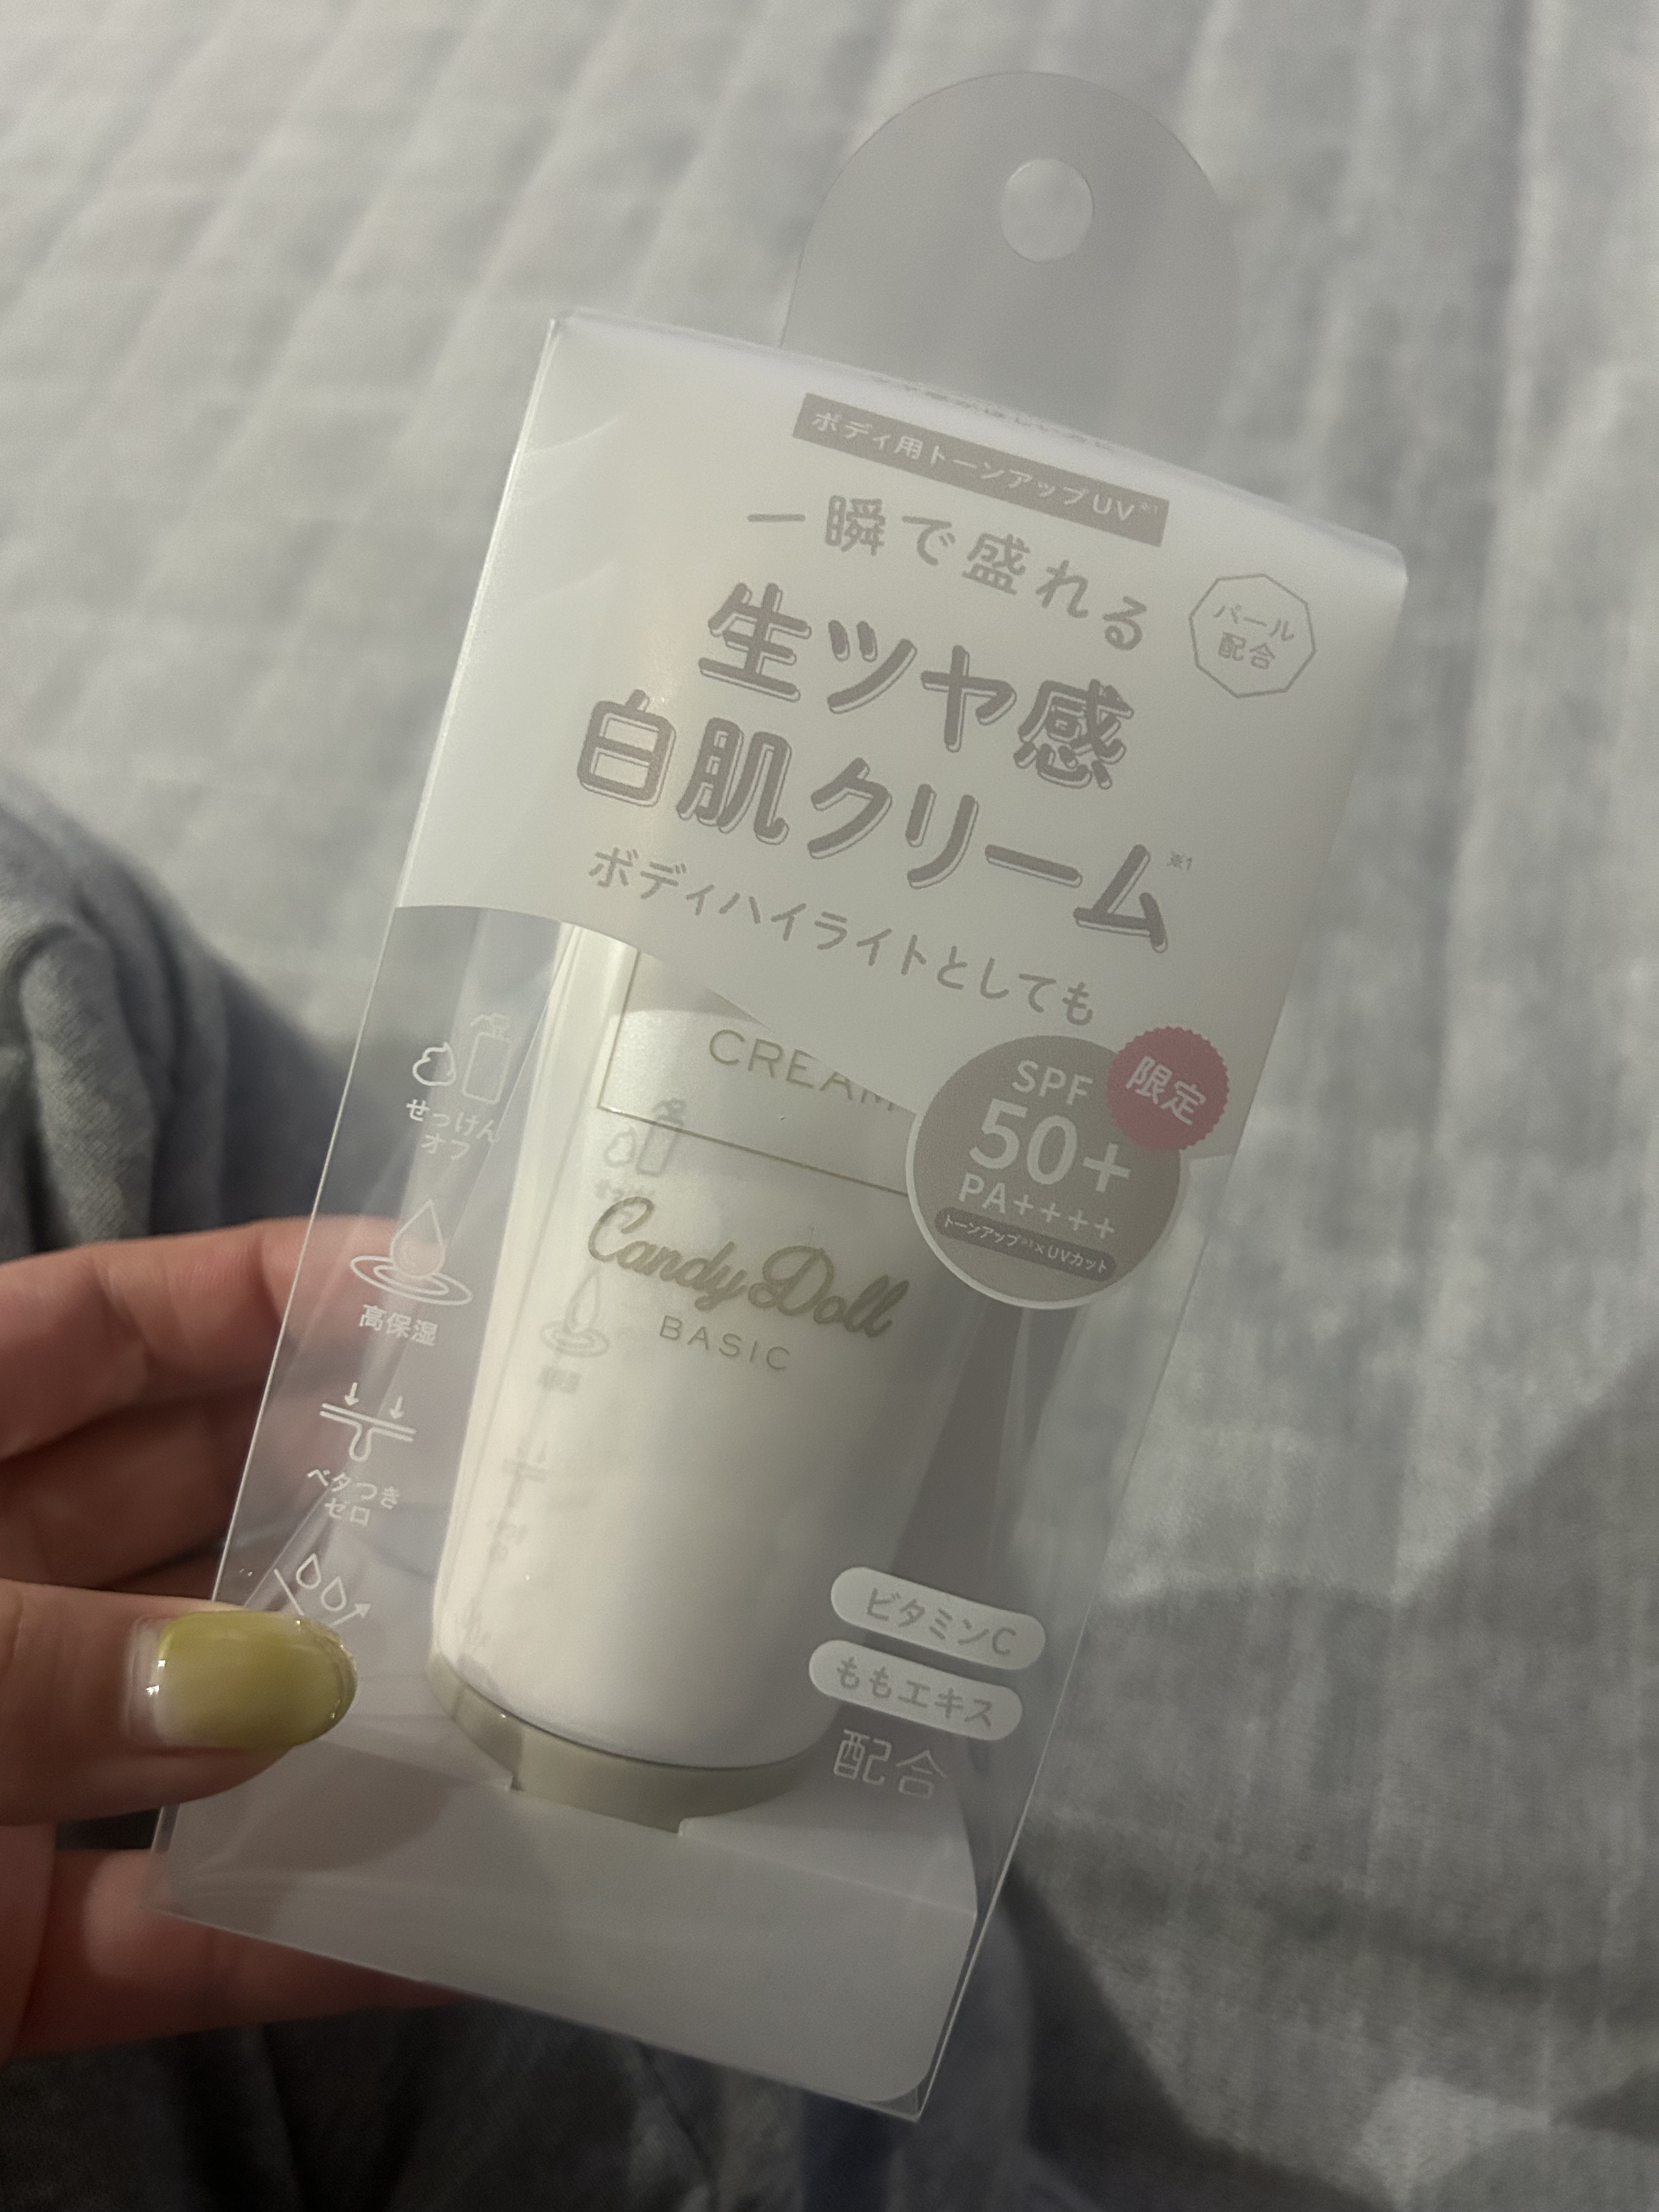 ボディ用トーンアップUV※1
一瞬で盛れる
パール
配合
生ツヤ感
白肌クリーム※1
ボディハイライトとしても
限定
SPF
50+
PA++++
トーンアップ※1×UVカット
CREAM
Candy Doll
BASIC
せっけん
オフ
高保湿
ベタつき
ゼロ
ビタミンC
ももエキス
配合